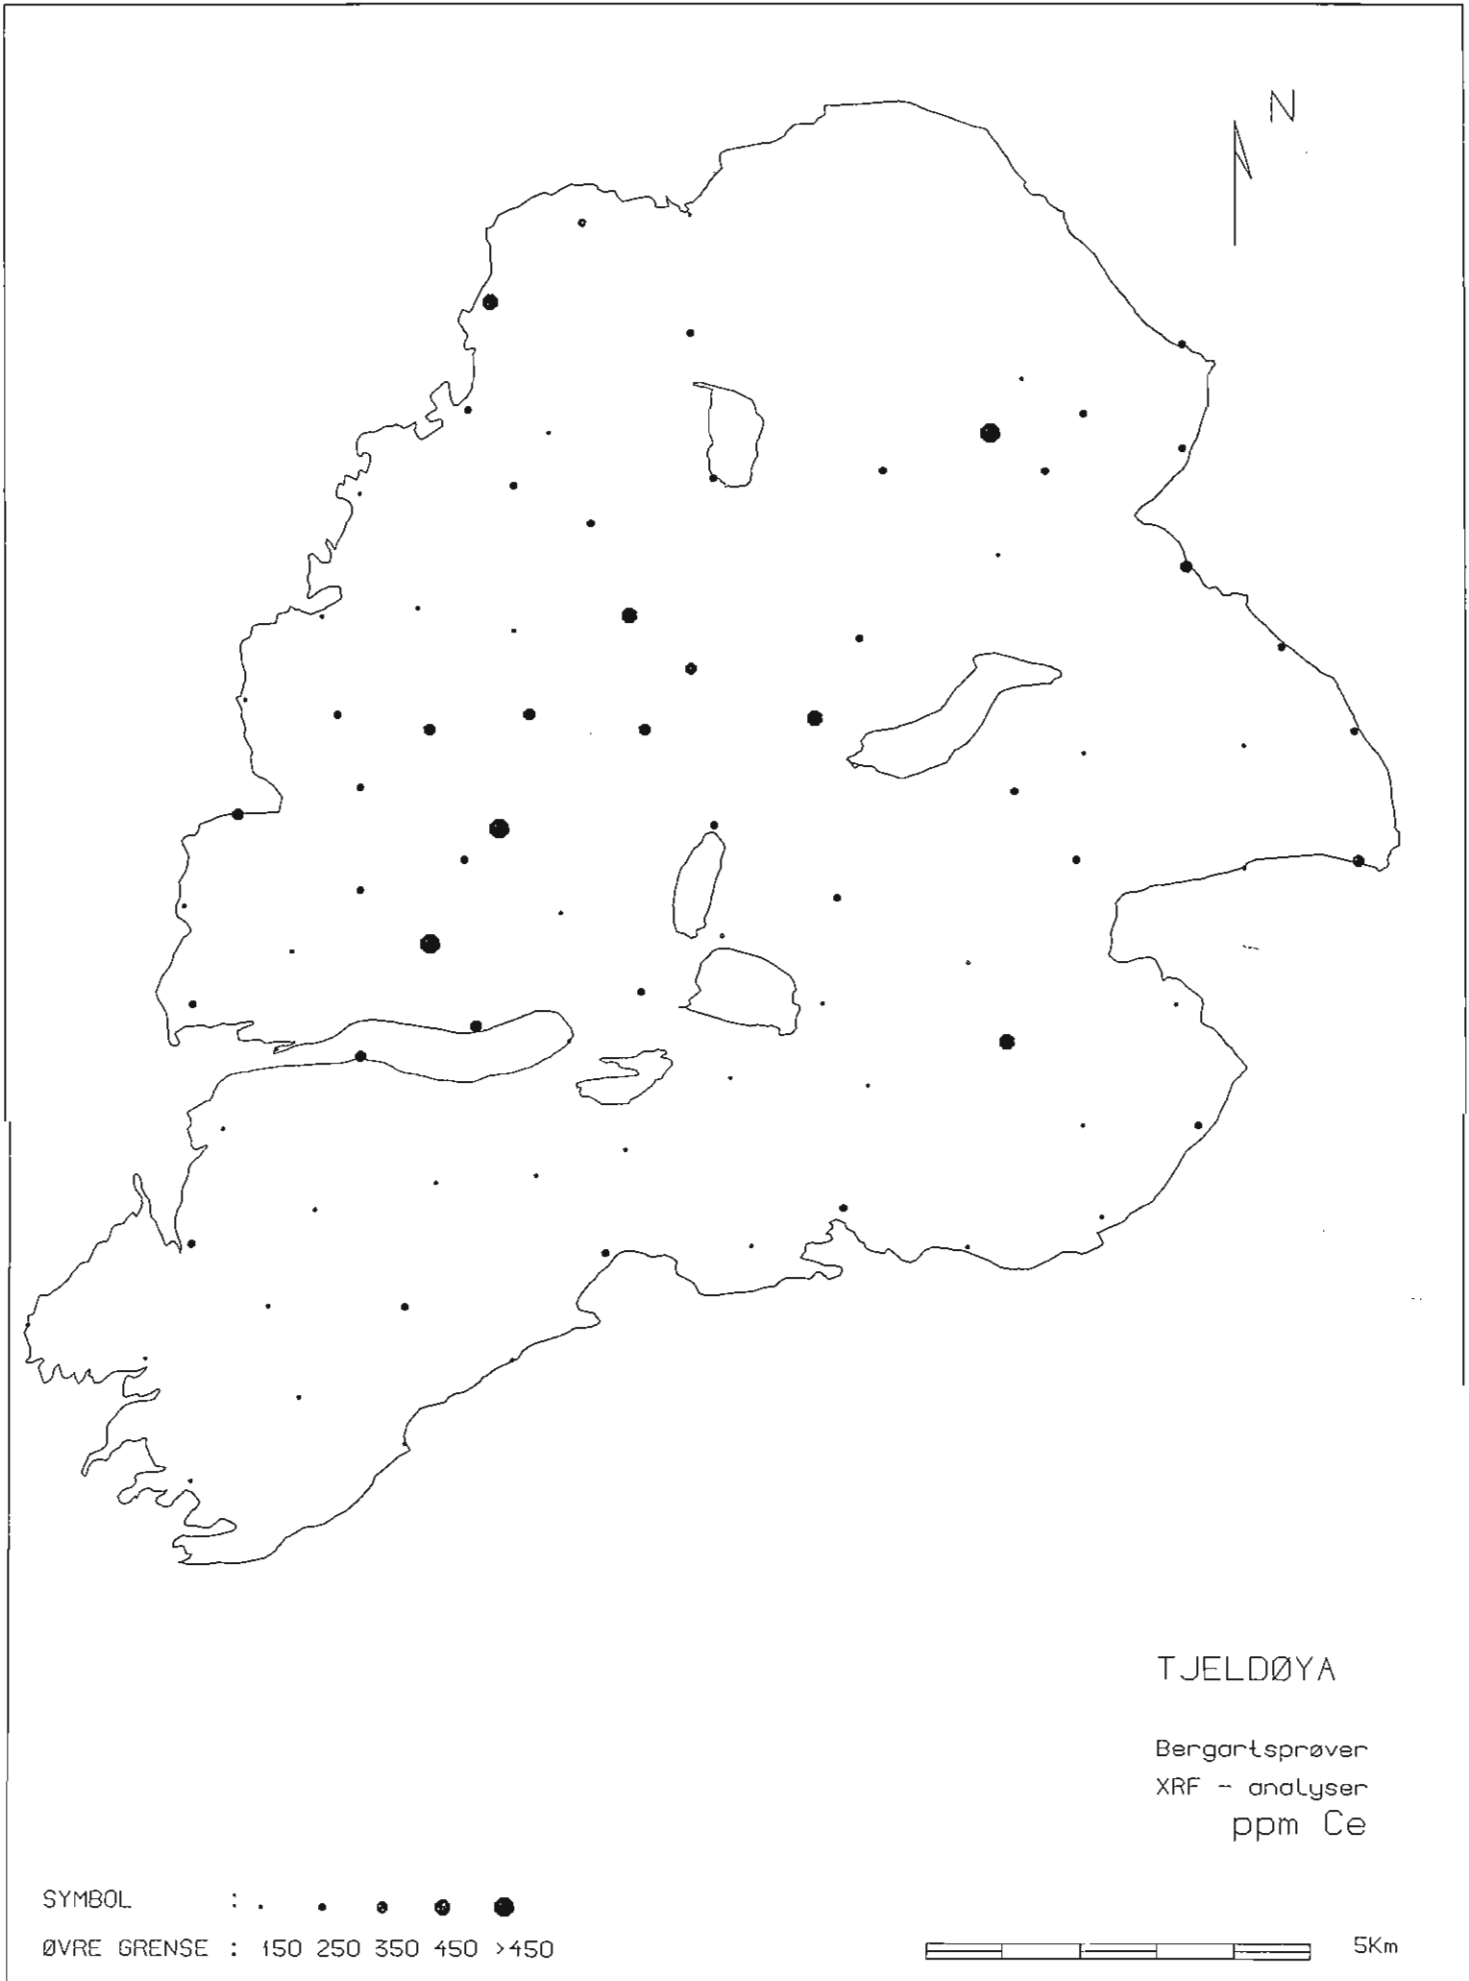 N
TJELDØYA
Bergartsprøver
XRF - analyser
ppm Ce
SYMBOL :
ØVRE GRENSE : 150 250 350 450 >450
5Km